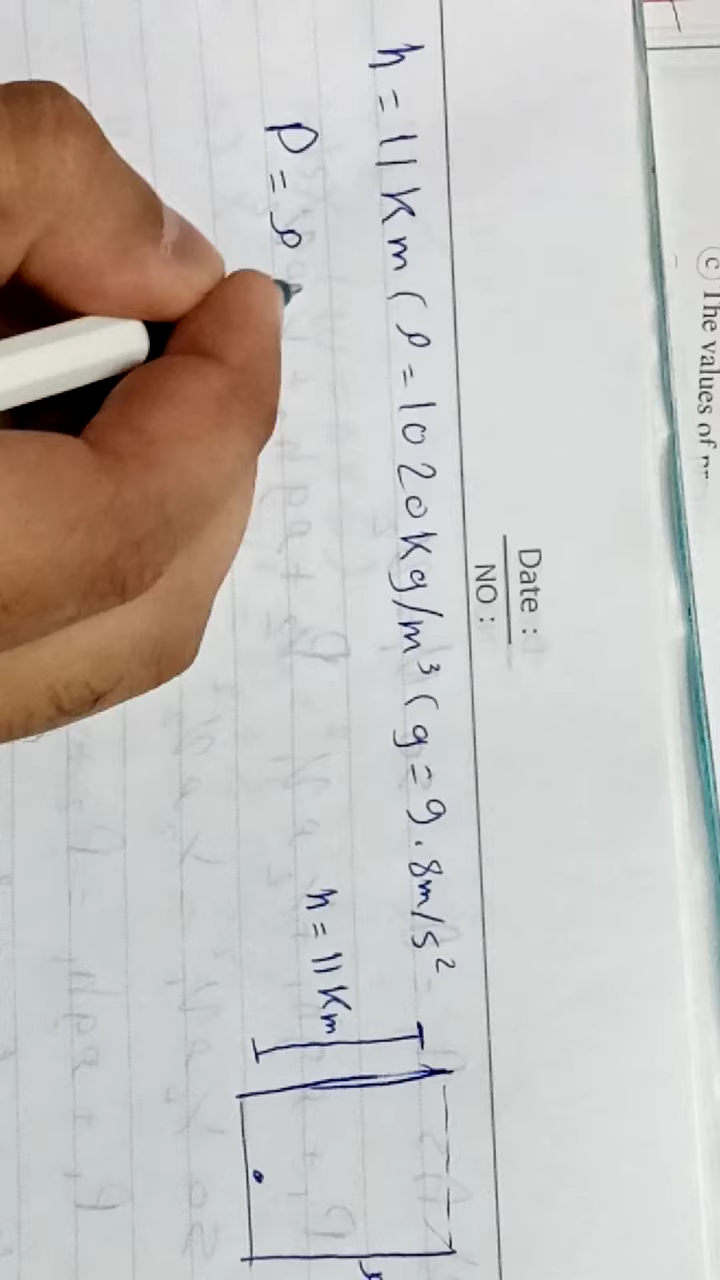 c The values of
Date :
NO :
h = 11 Km ( ρ = 1020 kg/m³ ( g = 9.8 m/s²
P = ρ
h = 11 Km